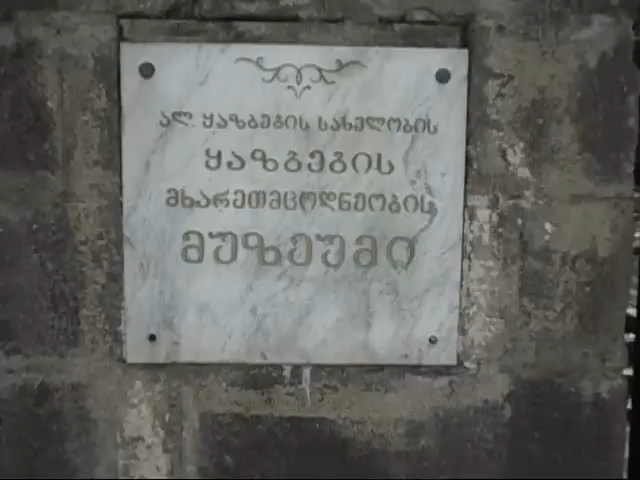 ალ. ყაზბეგის სახელობის
ყაზბეგის
მხარეთმცოდნეობის
მუზეუმი